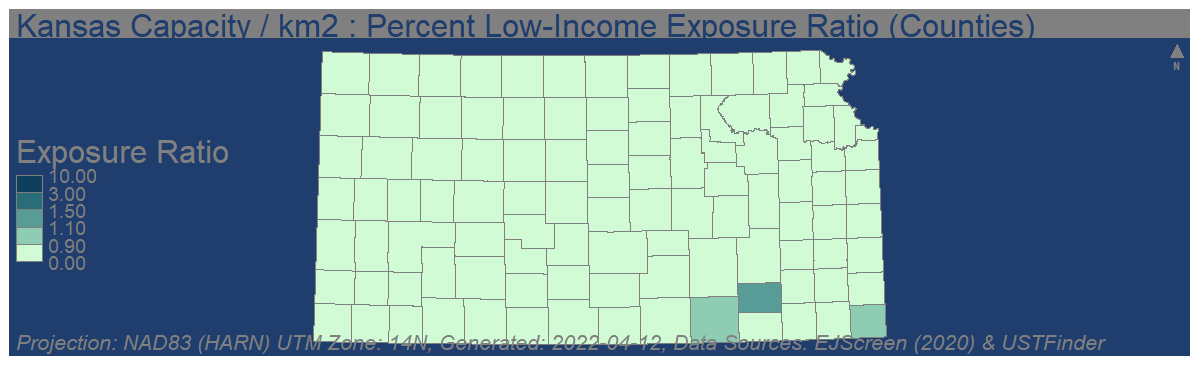 Kansas Capacity / km2 : Percent Low-Income Exposure Ratio (Counties)
N
Exposure Ratio
10.00
3.00
1.50
1.10
0.90
0.00
Projection: NAD83 (HARN) UTM Zone: 14N, Generated: 2022-04-12, Data Sources: EJScreen (2020) & USTFinder